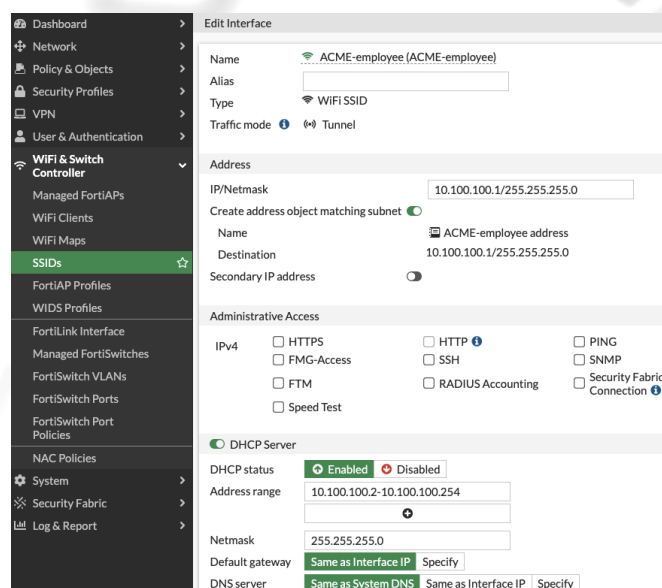 Dashboard
Network
Policy & Objects
Security Profiles
VPN
User & Authentication
WiFi & Switch
Controller
Managed FortiAPs
WiFi Clients
WiFi Maps
SSIDs
FortiAP Profiles
WIDS Profiles
FortiLink Interface
Managed FortiSwitches
FortiSwitch VLANs
FortiSwitch Ports
FortiSwitch Port
Policies
NAC Policies
System
Security Fabric
Log & Report
Edit Interface
Name ACME-employee (ACME-employee)
Alias
Type WiFi SSID
Traffic mode Tunnel
Address
IP/Netmask 10.100.100.1/255.255.255.0
Create address object matching subnet
Name ACME-employee address
Destination 10.100.100.1/255.255.255.0
Secondary IP address
Administrative Access
IPv4 HTTPS HTTP PING
FMG-Access SSH SNMP
FTM RADIUS Accounting Security Fabric
Connection
Speed Test
DHCP Server
DHCP status Enabled Disabled
Address range 10.100.100.2-10.100.100.254
Netmask 255.255.255.0
Default gateway Same as Interface IP Specify
DNS server Same as System DNS Same as Interface IP Specify